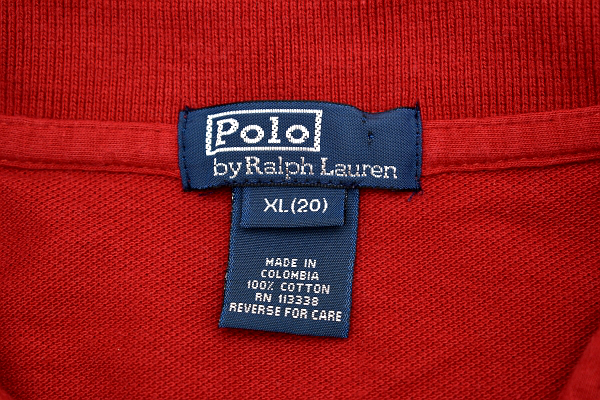 Polo
by Ralph Lauren
XL(20)
MADE IN
COLOMBIA
100% COTTON
RN 113338
REVERSE FOR CARE